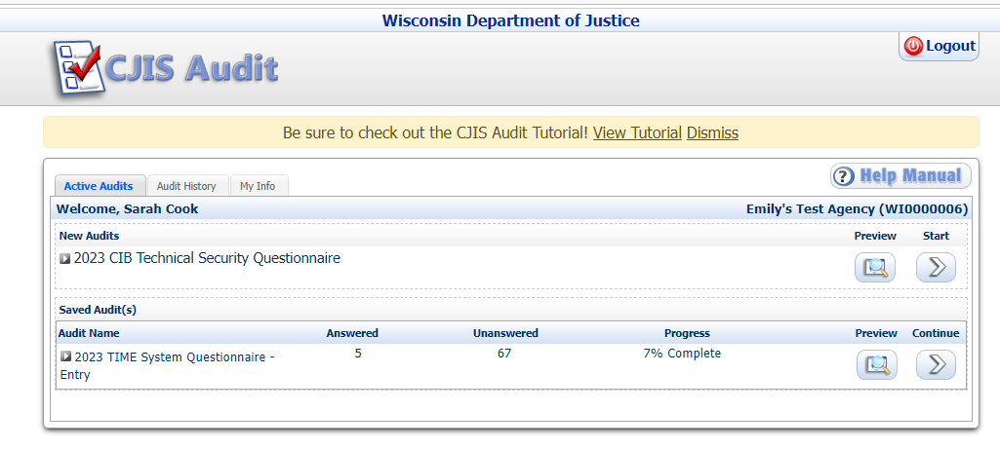 Wisconsin Department of Justice
CJIS Audit
Logout
Be sure to check out the CJIS Audit Tutorial! View Tutorial Dismiss
Active Audits Audit History My Info
? Help Manual
Welcome, Sarah Cook Emily's Test Agency (WI0000006)
New Audits Preview Start
2023 CIB Technical Security Questionnaire
Saved Audit(s)
Audit Name Answered Unanswered Progress Preview Continue
2023 TIME System Questionnaire - 5 67 7% Complete
Entry